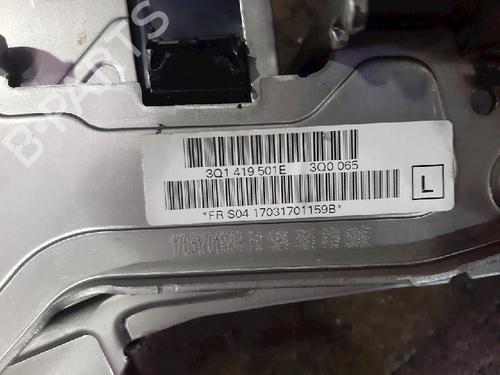 B-PARTS
3Q1 419 501E 3Q0 065
*FR S04 17031701159B*
L